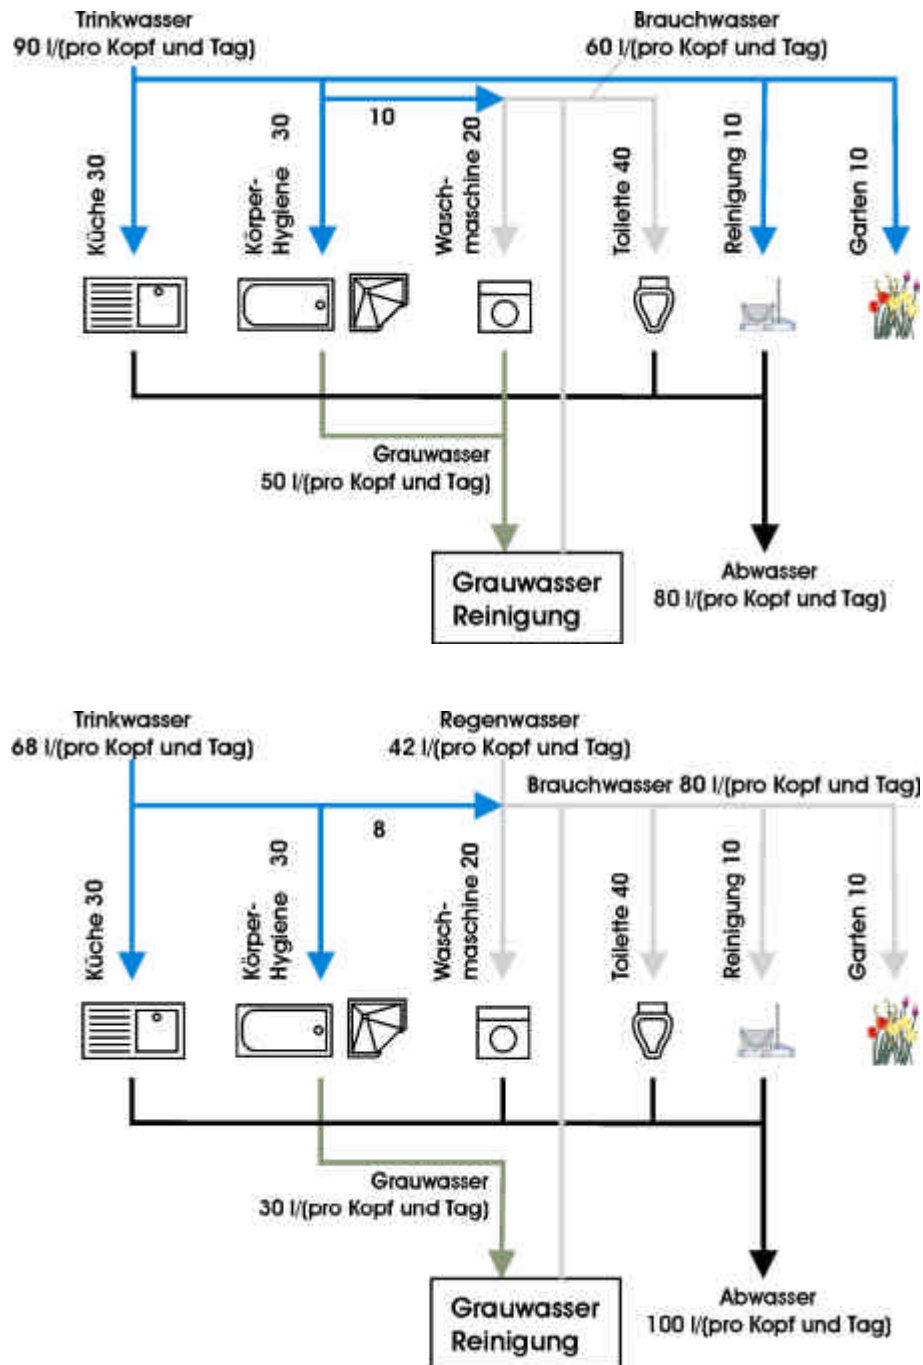 Trinkwasser
90 l/(pro Kopf und Tag)
Brauchwasser
60 l/(pro Kopf und Tag)
Küche 30
Körper-
Hygiene 30
10
Wasch-
maschine 20
Toilette 40
Reinigung 10
Garten 10
Grauwasser
50 l/(pro Kopf und Tag)
Grauwasser
Reinigung
Abwasser
80 l/(pro Kopf und Tag)
Trinkwasser
68 l/(pro Kopf und Tag)
Regenwasser
42 l/(pro Kopf und Tag)
Brauchwasser 80 l/(pro Kopf und Tag)
Küche 30
Körper-
Hygiene 30
8
Wasch-
maschine 20
Toilette 40
Reinigung 10
Garten 10
Grauwasser
30 l/(pro Kopf und Tag)
Grauwasser
Reinigung
Abwasser
100 l/(pro Kopf und Tag)